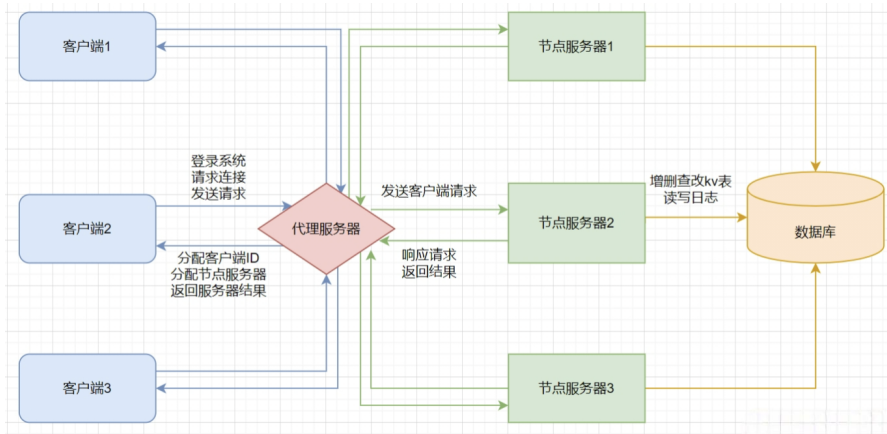 客户端1
节点服务器1
登录系统
请求连接
发送请求
发送客户端请求
增删查改kv表
读写日志
客户端2
代理服务器
节点服务器2
数据库
分配客户端ID
分配节点服务器
返回服务器结果
响应请求
返回结果
客户端3
节点服务器3